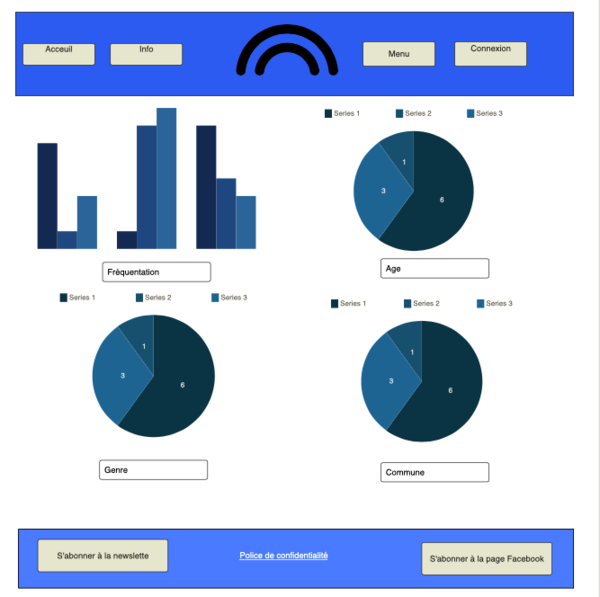 Acceuil
Info
Menu
Connexion
Series 1
Series 2
Series 3
1
3
6
Fréquentation
Age
Series 1
Series 2
Series 3
1
3
6
Genre
Series 1
Series 2
Series 3
1
3
6
Commune
S'abonner à la newslette
Police de confidentialité
S'abonner à la page Facebook